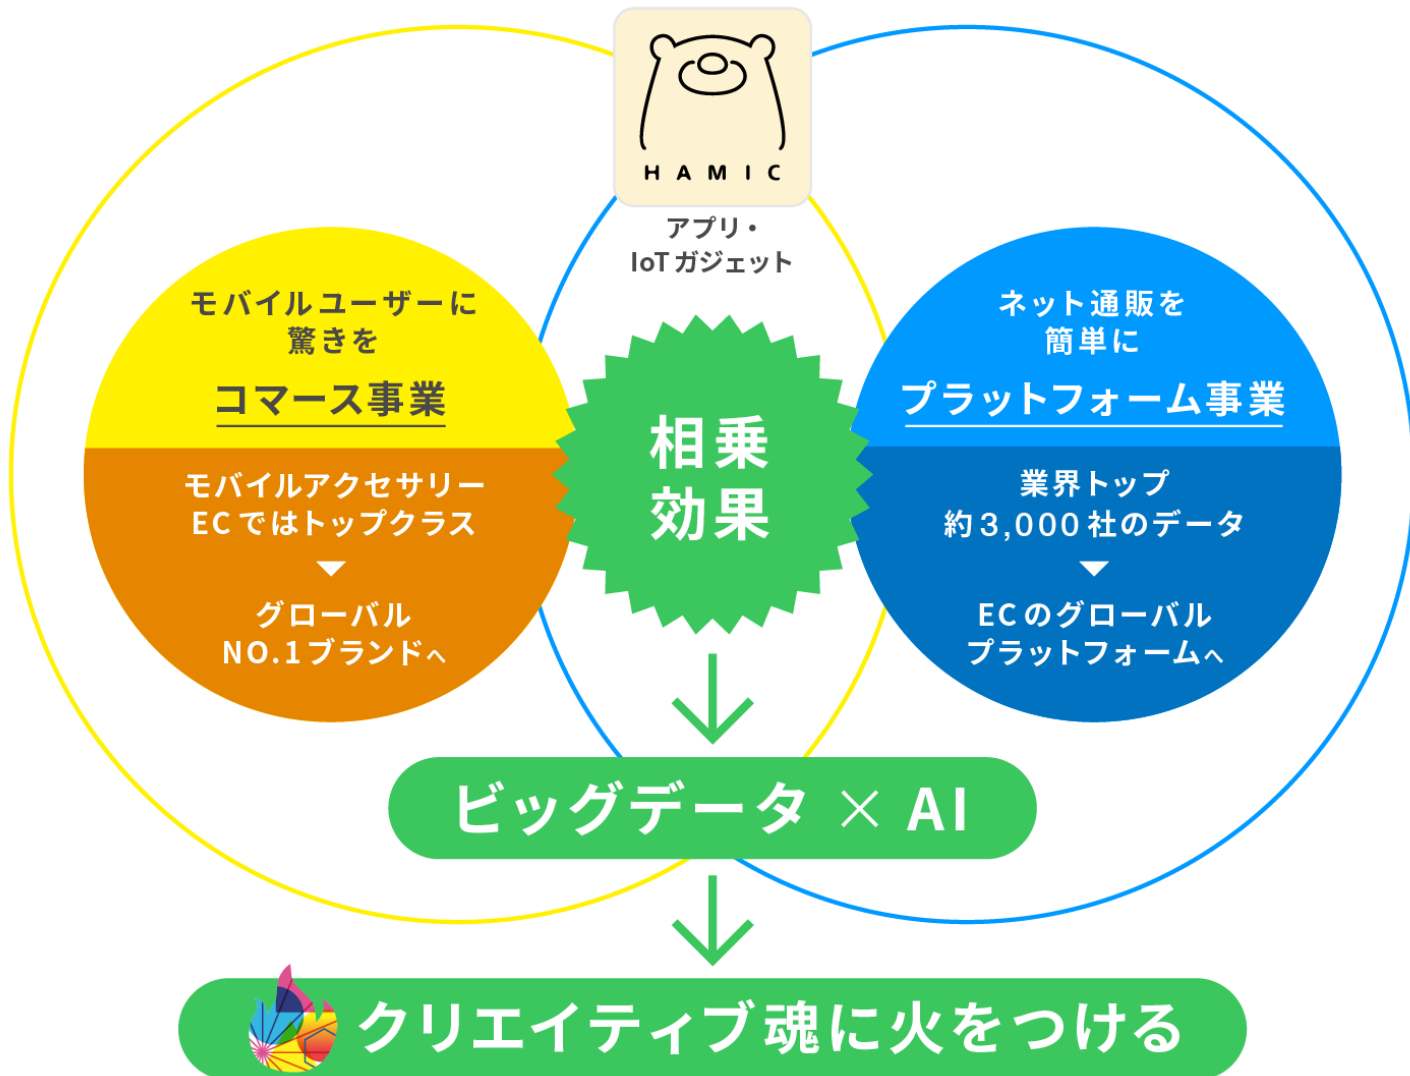 HAMIC
アプリ・
IoTガジェット
モバイルユーザーに
驚きを
コマース事業
モバイルアクセサリー
ECではトップクラス
グローバル
NO.1ブランドへ
相乗
効果
ネット通販を
簡単に
プラットフォーム事業
業界トップ
約3,000社のデータ
ECのグローバル
プラットフォームへ
ビッグデータ × AI
クリエイティブ魂に火をつける